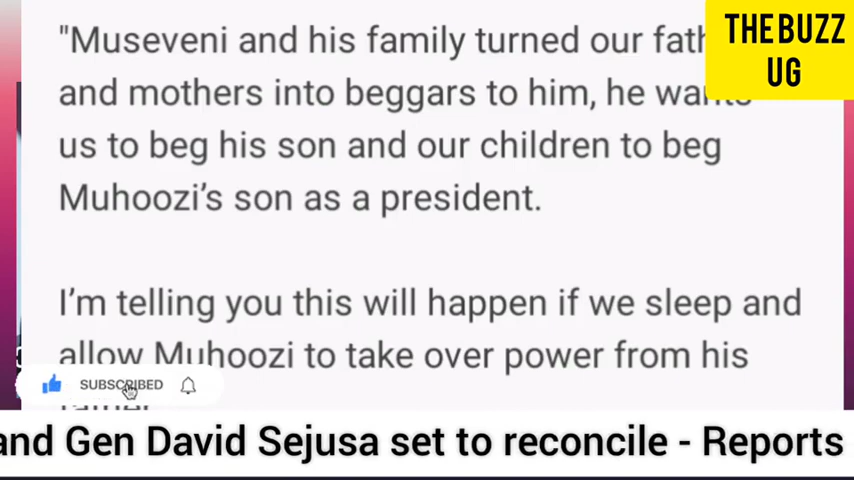 THE BUZZ
UG
"Museveni and his family turned our
and mothers into beggars to him, he wants
us to beg his son and our children to beg
Muhoozi's son as a president.
I'm telling you this will happen if we sleep and
allow Muhoozi to take over power from his
father
SUBSCRIBED
and Gen David Sejusa set to reconcile - Reports